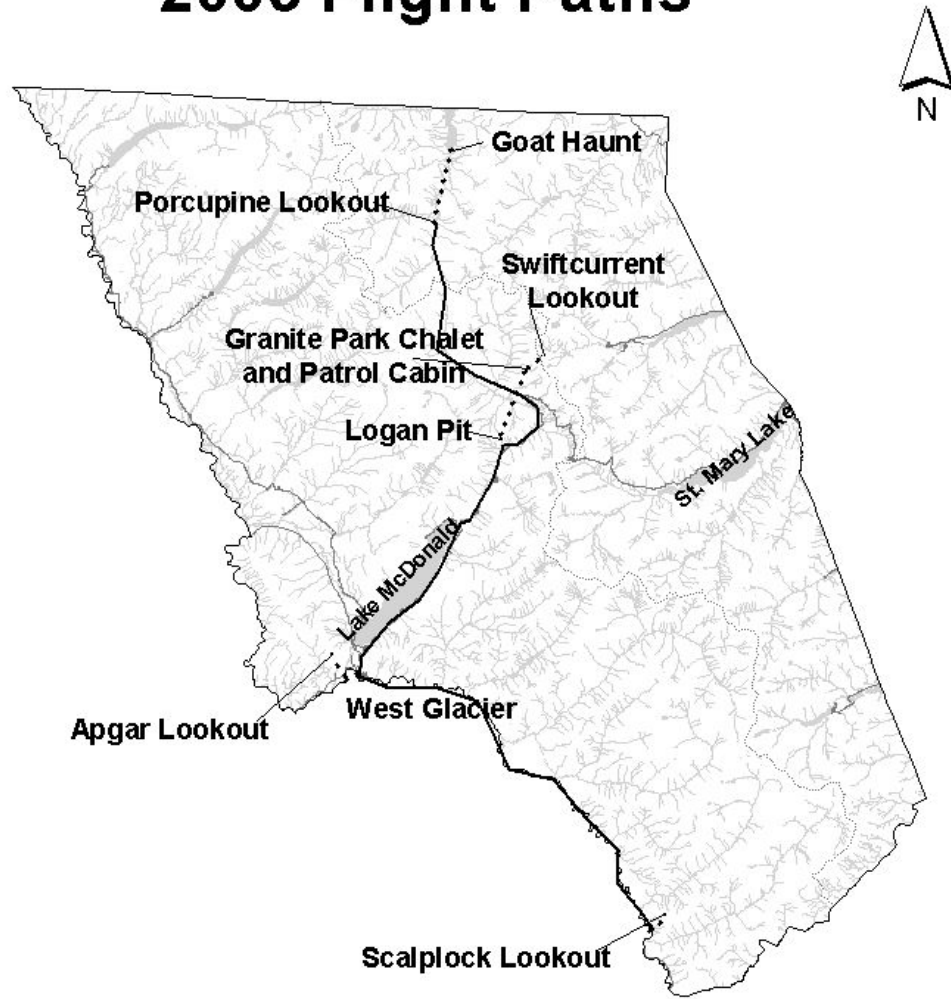 Flight Paths
N
Goat Haunt
Porcupine Lookout
Swiftcurrent
Lookout
Granite Park Chalet
and Patrol Cabin
Logan Pit
St. Mary Lake
Lake McDonald
West Glacier
Apgar Lookout
Scalplock Lookout